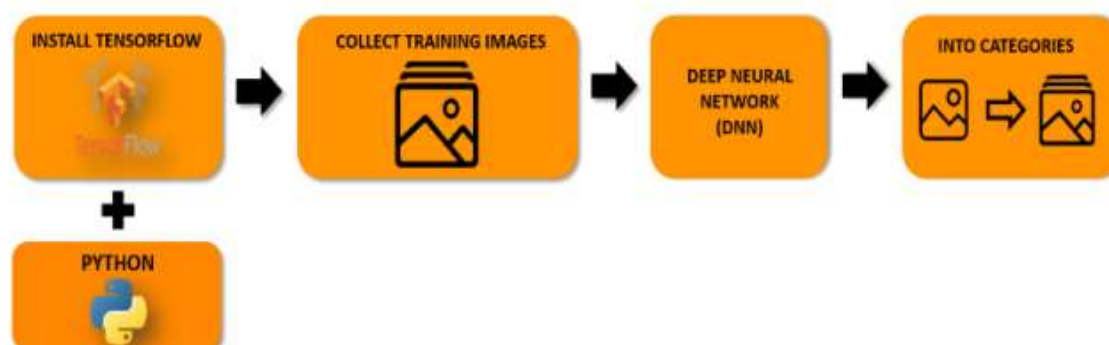 INSTALL TENSORFLOW
TensorFlow
COLLECT TRAINING IMAGES
DEEP NEURAL
NETWORK
(DNN)
INTO CATEGORIES
PYTHON